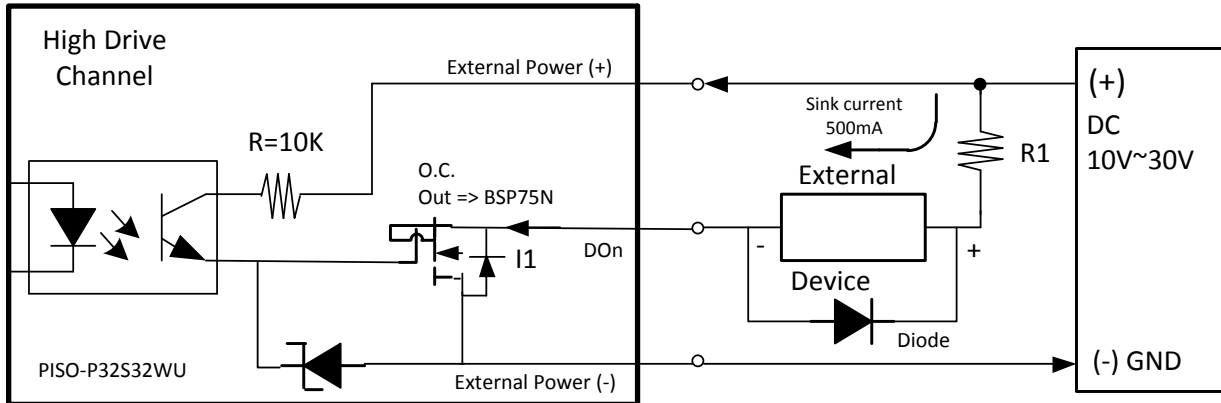 High Drive
Channel
External Power (+)
R=10K
O.C.
Out => BSP75N
I1
DOn
PISO-P32S32WU
External Power (-)
Sink current
500mA
External
-
+
Device
Diode
R1
(+)
DC
10V~30V
(-) GND